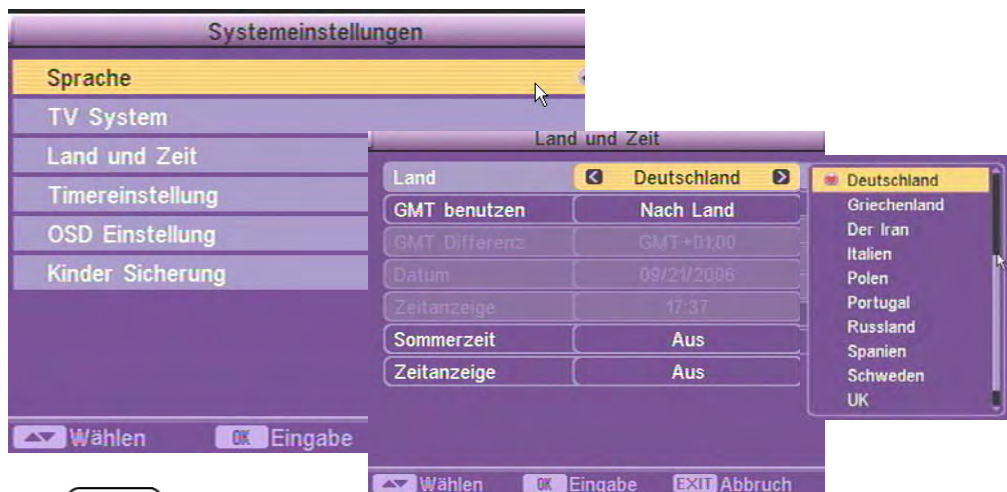 Systemeinstellungen
Sprache
TV System
Land und Zeit
Timereinstellung
OSD Einstellung
Kinder Sicherung
Wählen OK Eingabe
Land und Zeit
Land Deutschland
GMT benutzen Nach Land
GMT Differenz GMT+01:00
Datum 09/21/2006
Zeitanzeige 17:37
Sommerzeit Aus
Zeitanzeige Aus
Wählen OK Eingabe EXIT Abbruch
Deutschland
Griechenland
Der Iran
Italien
Polen
Portugal
Russland
Spanien
Schweden
UK